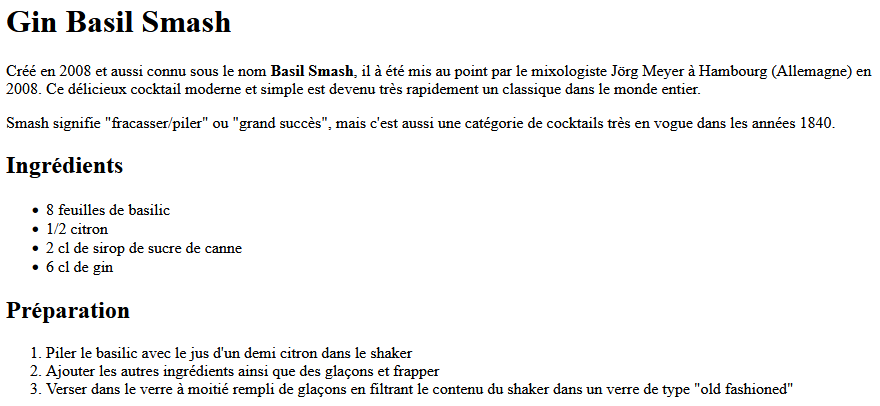 Gin Basil Smash
Créé en 2008 et aussi connu sous le nom Basil Smash, il à été mis au point par le mixologiste Jörg Meyer à Hambourg (Allemagne) en
2008. Ce délicieux cocktail moderne et simple est devenu très rapidement un classique dans le monde entier.
Smash signifie "fracasser/piler" ou "grand succès", mais c'est aussi une catégorie de cocktails très en vogue dans les années 1840.
Ingrédients
• 8 feuilles de basilic
• 1/2 citron
• 2 cl de sirop de sucre de canne
• 6 cl de gin
Préparation
1. Piler le basilic avec le jus d'un demi citron dans le shaker
2. Ajouter les autres ingrédients ainsi que des glaçons et frapper
3. Verser dans le verre à moitié rempli de glaçons en filtrant le contenu du shaker dans un verre de type "old fashioned"